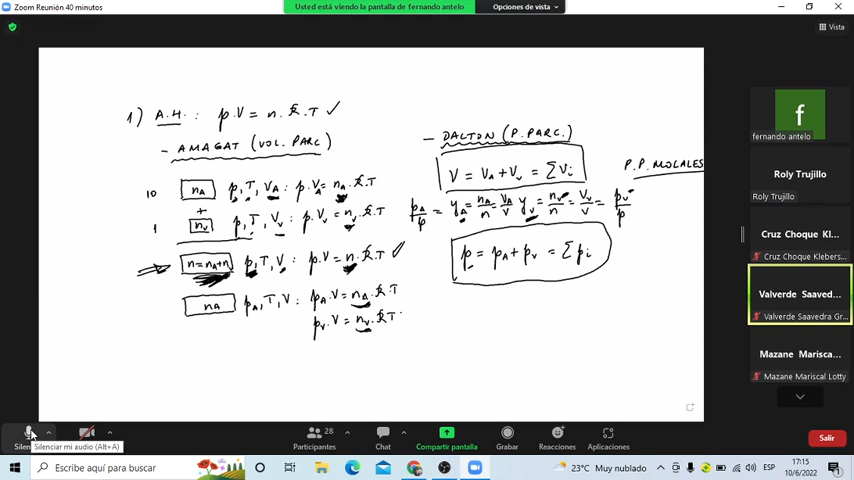 Zoom Reunión 40 minutos
Usted está viendo la pantalla de fernando antelo
Opciones de vista
Vista
1) A.H. : p.V = n.R.T ✓
- AMAGAT (VOL. PARC)
10 nA p, T, VA : p.VA = nA.R.T
+
1 nv p, T, Vv : p.Vv = nv.R.T
n=nA+n p, T, V : p.V = n.R.T ✓
nA pA, T, V : pA.V = nA.R.T
pv.V = nv.RT
- DALTON (P. PARC.)
V = VA + Vv = ΣVi
P.P. MOLALES
pA/p = yA = nA/n = VA/V yv = nv/n = Vv/V = pv/p
p = pA + pv = Σpi
f
fernando antelo
Roly Trujillo
Roly Trujillo
Cruz Choque Kl...
Cruz Choque Klebers...
Valverde Saaved...
Valverde Saavedra Gr...
Mazane Marisca...
Mazane Mariscal Lotty
Silen
Silenciar mi audio (Alt+A)
28
Participantes
Chat
Compartir pantalla
Grabar
Reacciones
Aplicaciones
Salir
Escribe aquí para buscar
23°C Muy nublado
ESP
17:15
10/6/2022